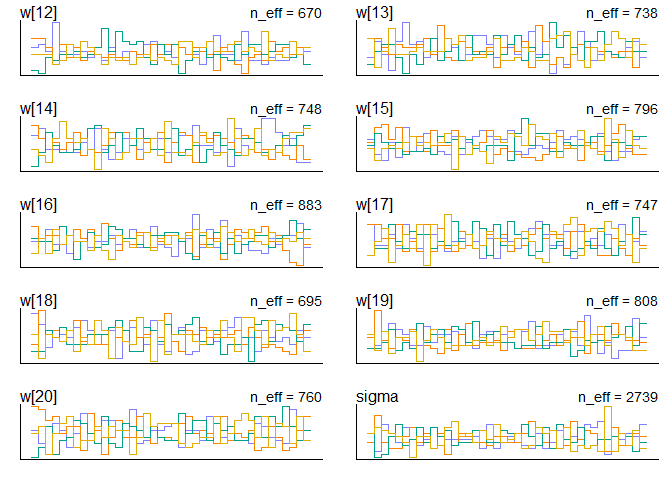 w[12] n_eff = 670
w[13] n_eff = 738
w[14] n_eff = 748
w[15] n_eff = 796
w[16] n_eff = 883
w[17] n_eff = 747
w[18] n_eff = 695
w[19] n_eff = 808
w[20] n_eff = 760
sigma n_eff = 2739